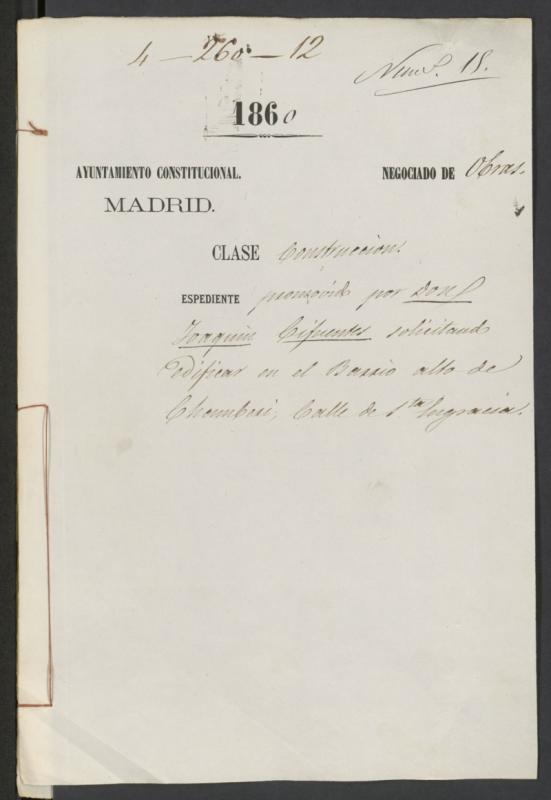 4 — 260 — 12
Num.º 18.
1860
AYUNTAMIENTO CONSTITUCIONAL.
MADRID.
NEGOCIADO DE Obras.
CLASE Construccion.
ESPEDIENTE promovido por Don
Joaquin Cifuentes solicitando
edificar en el Barrio alto de
Chamberi, Calle de Sta Engracia.